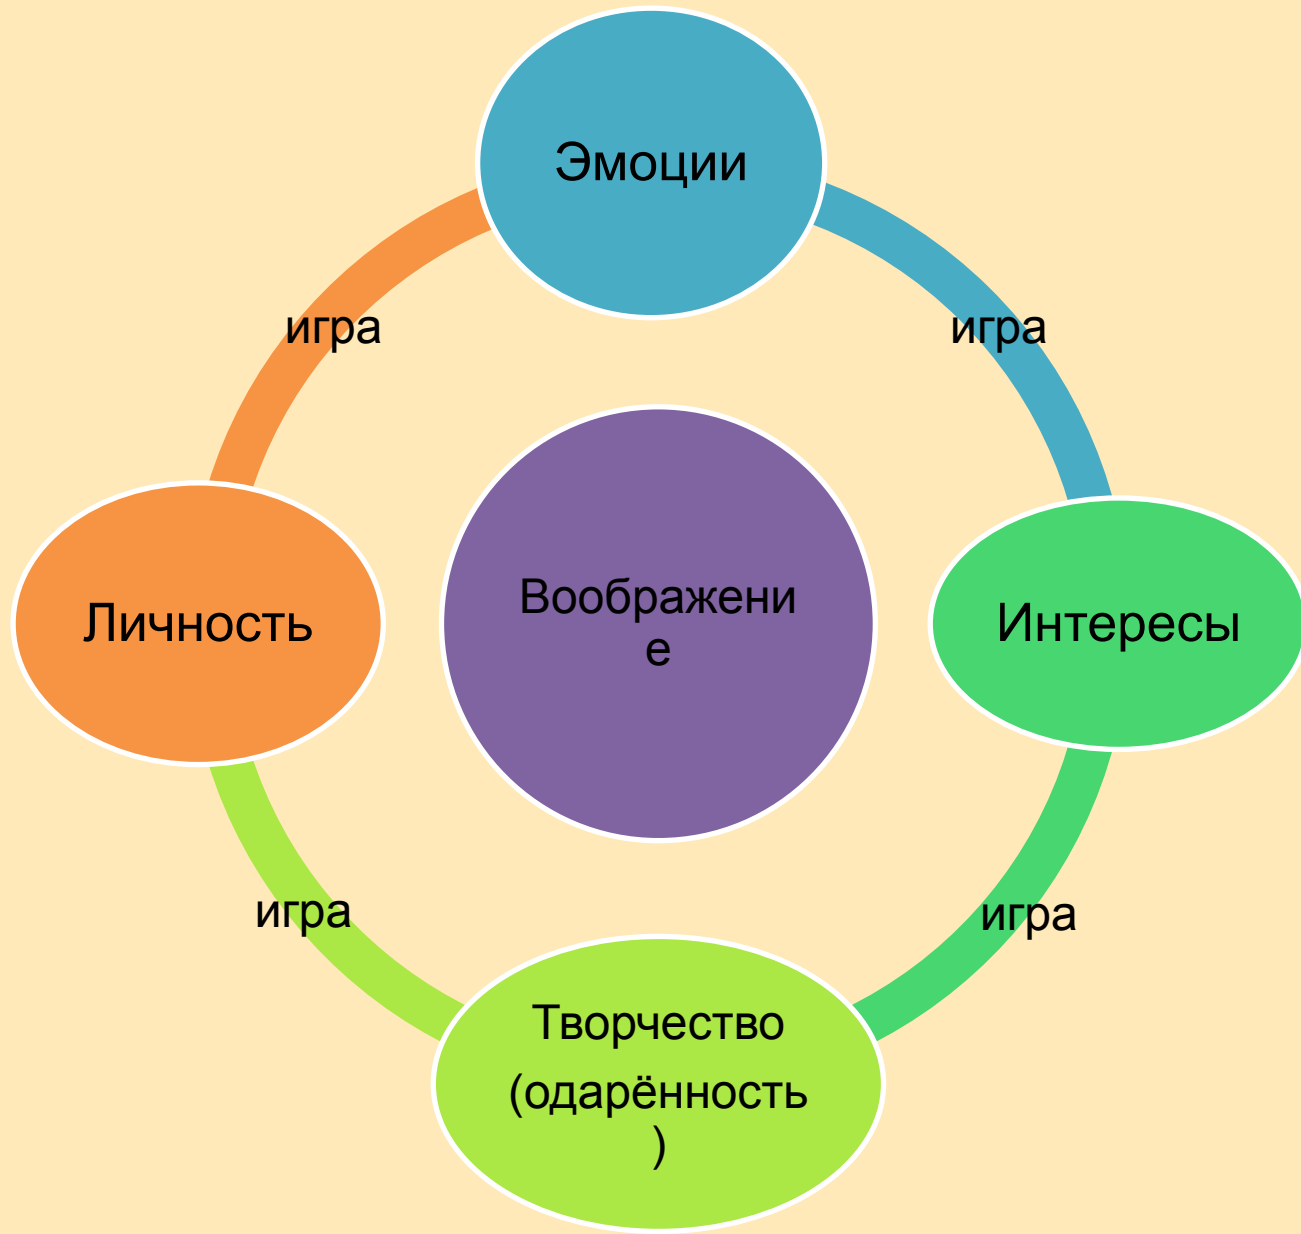 Эмоции
игра
игра
Воображени
е
Личность
Интересы
игра
игра
Творчество
(одарённость
)